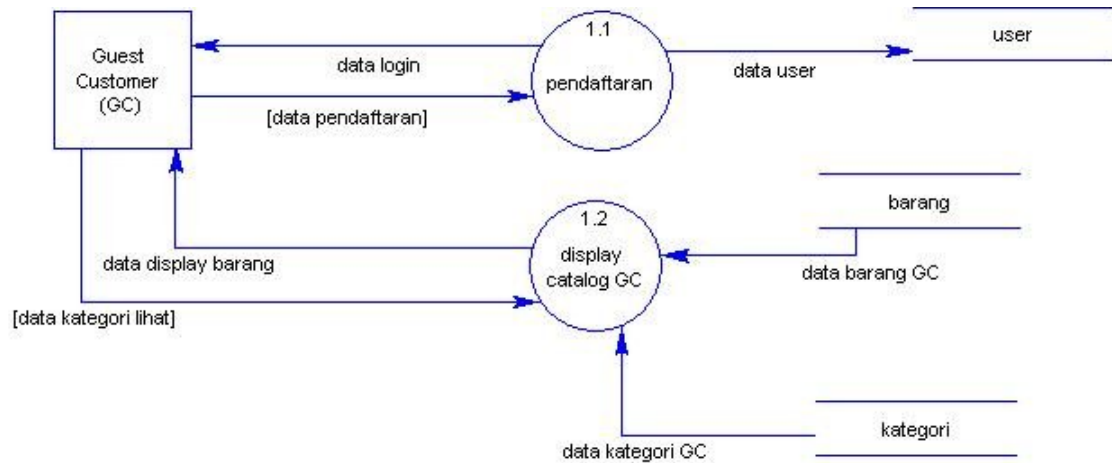 Guest
Customer
(GC)
data login
[data pendaftaran]
1.1
pendaftaran
data user
user
data display barang
[data kategori lihat]
1.2
display
catalog GC
barang
data barang GC
data kategori GC
kategori